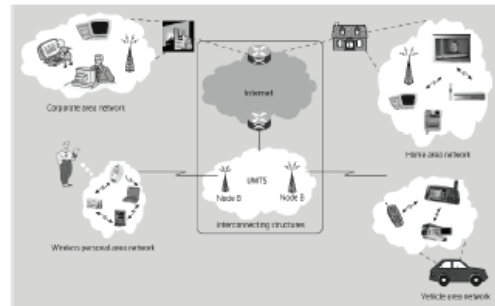 Corporate area network
Internet
Home area network
UMTS
Node B
Node B
Interconnecting structures
Wireless personal area network
Vehicle area network